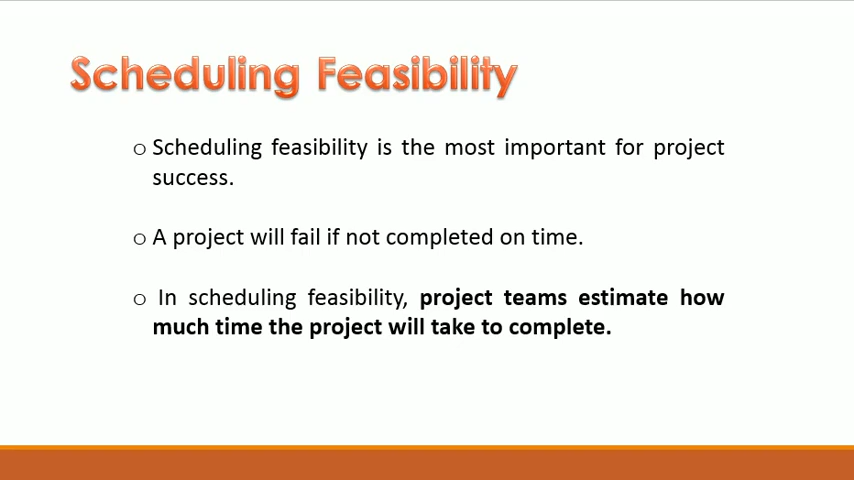 Scheduling Feasibility
o Scheduling feasibility is the most important for project
success.
o A project will fail if not completed on time.
o In scheduling feasibility, project teams estimate how
much time the project will take to complete.